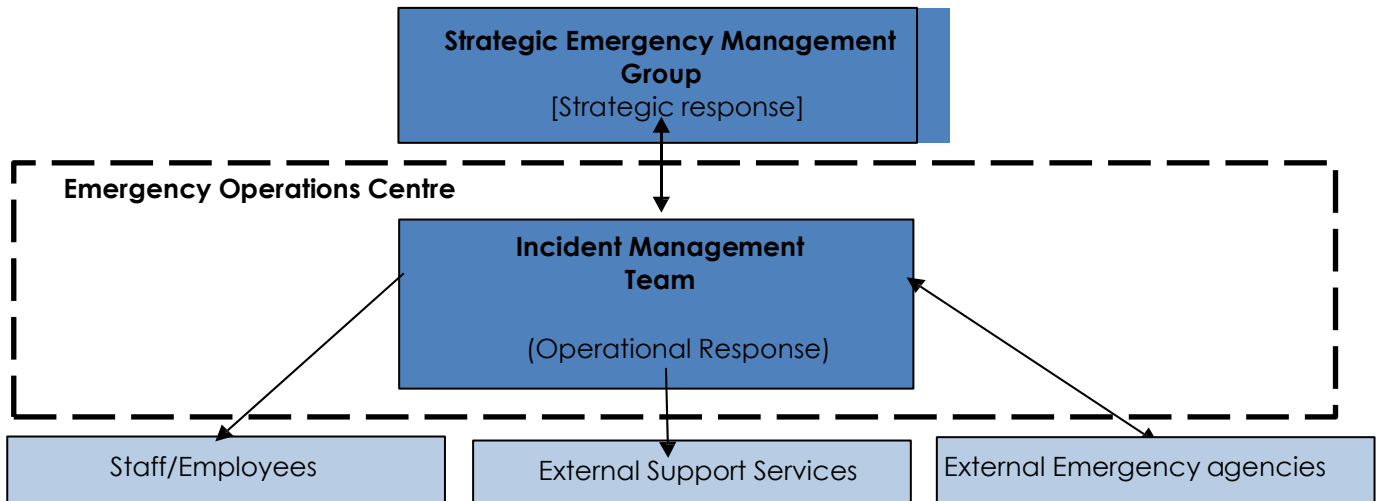 Strategic Emergency Management
Group
[Strategic response]
Emergency Operations Centre
Incident Management
Team
(Operational Response)
Staff/Employees
External Support Services
External Emergency agencies